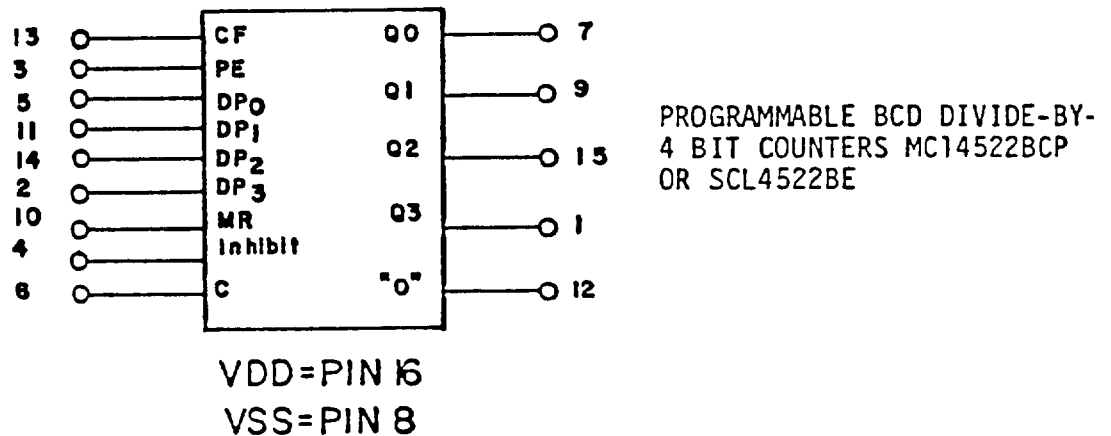 13 CF Q0 7
3 PE
5 DP0 Q1 9
11 DP1
14 DP2 Q2 15
2 DP3
10 MR Q3 1
4 Inhibit
6 C "0" 12
VDD=PIN 16
VSS=PIN 8
PROGRAMMABLE BCD DIVIDE-BY-
4 BIT COUNTERS MC14522BCP
OR SCL4522BE